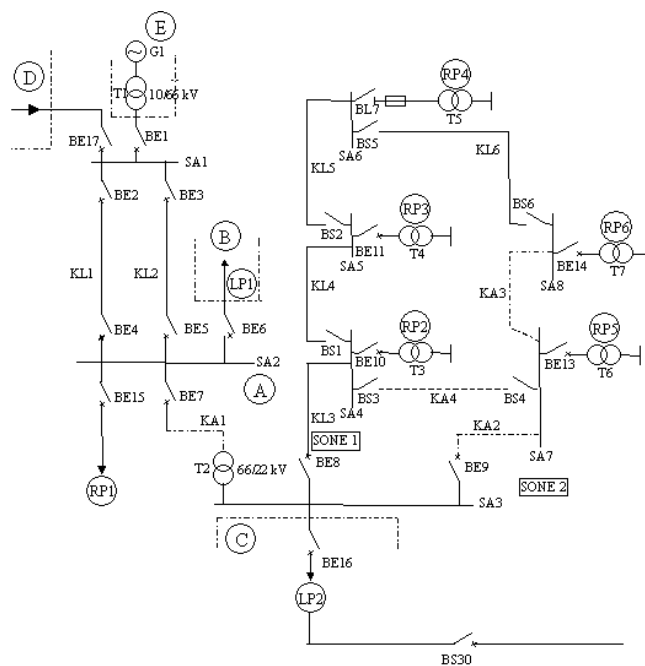 E
G1
D
T1
10/66 kV
BE17
BE1
SA1
BE2
BE3
KL1
KL2
B
LP1
BE4
BE5
BE6
SA2
A
BE15
BE7
KA1
RP1
T2
66/22 kV
C
RP4
BL7
T5
BS5
SA6
KL5
KL6
BS6
RP3
RP6
BS2
BE11
T4
SA5
BE14
T7
SA8
KL4
KA3
RP2
RP5
BS1
BE10
T3
BE13
T6
KL3
BS3
SA4
KA4
BS4
SONE 1
KA2
BE8
BE9
SA7
SONE 2
SA3
BE16
LP2
BS30